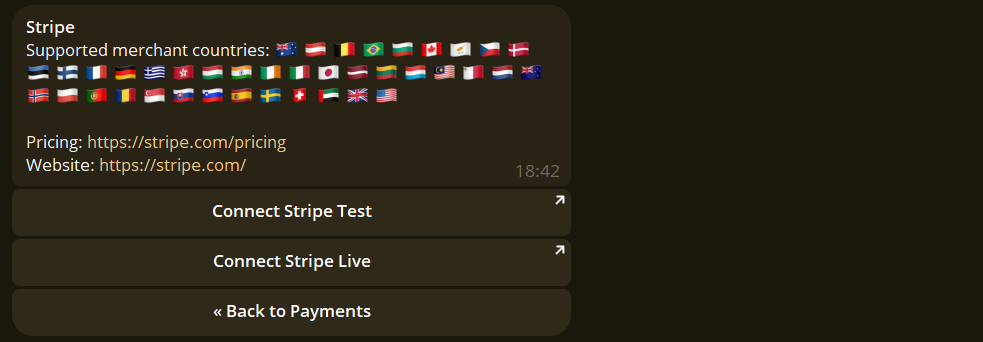 Stripe
Supported merchant countries: 🇦🇺 🇦🇹 🇧🇪 🇧🇷 🇧🇬 🇨🇦 🇨🇾 🇨🇿 🇩🇰
🇪🇪 🇫🇮 🇫🇷 🇩🇪 🇬🇷 🇭🇰 🇭🇺 🇮🇳 🇮🇪 🇮🇹 🇯🇵 🇱🇻 🇱🇹 🇱🇺 🇲🇾 🇲🇹 🇳🇱 🇳🇿
🇳🇴 🇵🇱 🇵🇹 🇷🇴 🇸🇬 🇸🇰 🇸🇮 🇪🇸 🇸🇪 🇨🇭 🇦🇪 🇬🇧 🇺🇸
Pricing: https://stripe.com/pricing
Website: https://stripe.com/
18:42
Connect Stripe Test
Connect Stripe Live
« Back to Payments